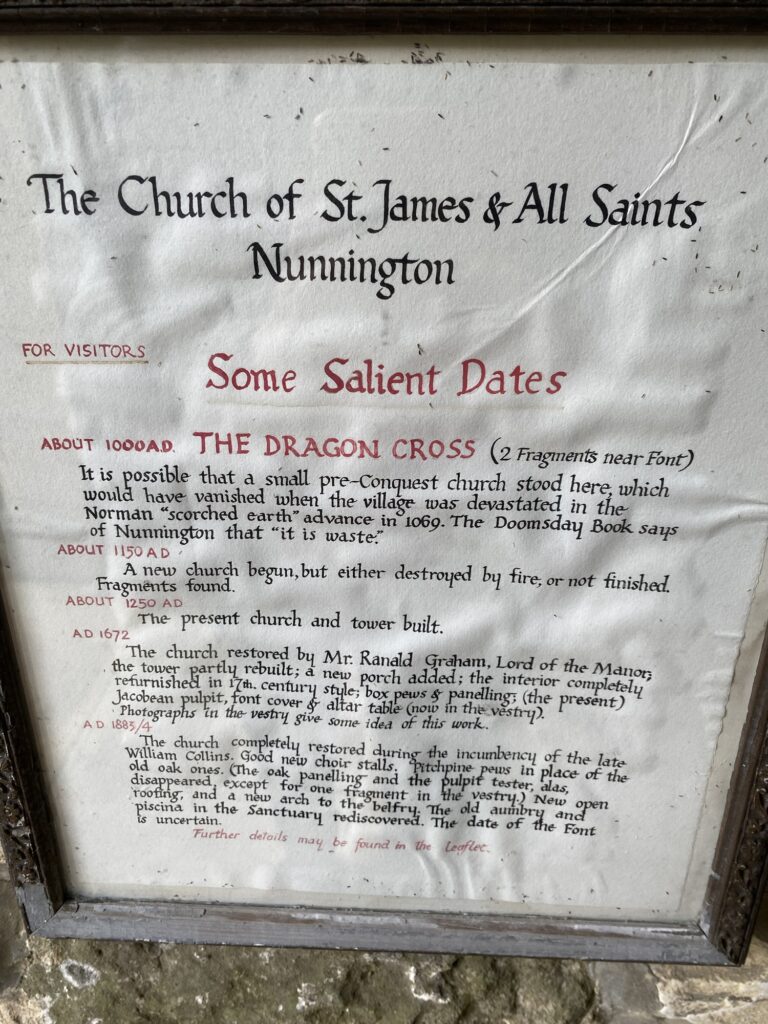 The Church of St. James & All Saints
Nunnington
FOR VISITORS
Some Salient Dates
ABOUT 1000 A.D. THE DRAGON CROSS (2 Fragments near Font)
It is possible that a small pre-Conquest church stood here, which
would have vanished when the village was devastated in the
Norman "scorched earth" advance in 1069. The Doomsday Book says
of Nunnington that "it is waste."
ABOUT 1150 AD
A new church begun, but either destroyed by fire, or not finished.
Fragments found.
ABOUT 1250 AD
The present church and tower built.
AD 1672
The church restored by Mr. Ranald Graham, Lord of the Manor;
the tower partly rebuilt; a new porch added; the interior completely
refurnished in 17th. century style; box pews & panelling; (the present)
Jacobean pulpit, font cover & altar table (now in the vestry).
Photographs in the vestry give some idea of this work.
A.D. 1883/4
The church completely restored during the incumbency of the late
William Collins. Good new choir stalls. Pitchpine pews in place of the
old oak ones. (The oak panelling and the pulpit tester, alas,
disappeared, except for one fragment in the vestry.) New open
roofing, and a new arch to the belfry. The old aumbry and
piscina in the Sanctuary rediscovered. The date of the Font
is uncertain.
Further details may be found in the Leaflet.